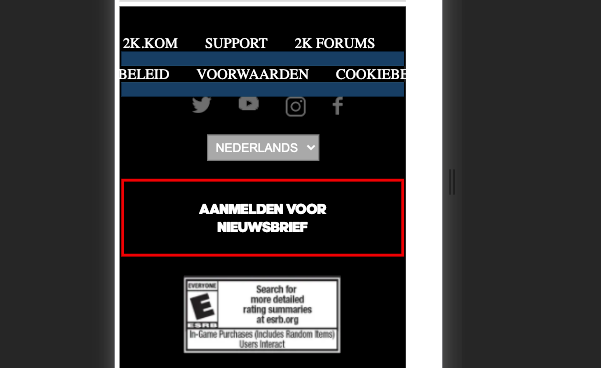 2K.KOM SUPPORT 2K FORUMS
BELEID VOORWAARDEN COOKIEBE
NEDERLANDS
AANMELDEN VOOR
NIEUWSBRIEF
EVERYONE
E
ESRB
Search for
more detailed
rating summaries
at esrb.org
In-Game Purchases (Includes Random Items)
Users Interact